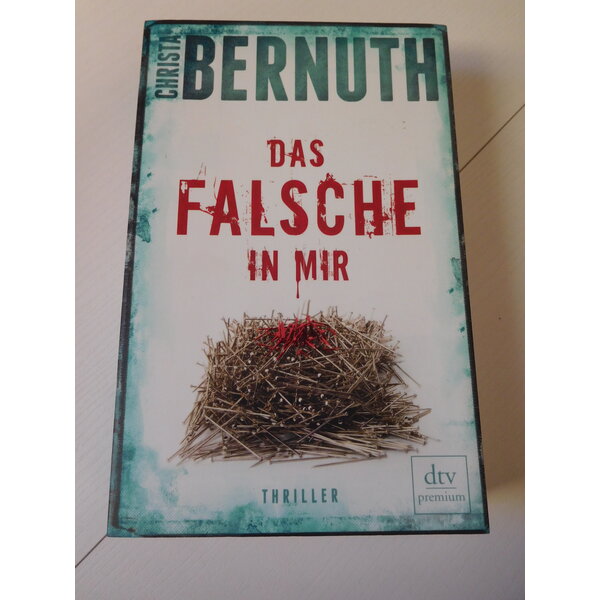 CHRISTA
BERNUTH
DAS
FALSCHE
IN MIR
THRILLER
dtv
premium